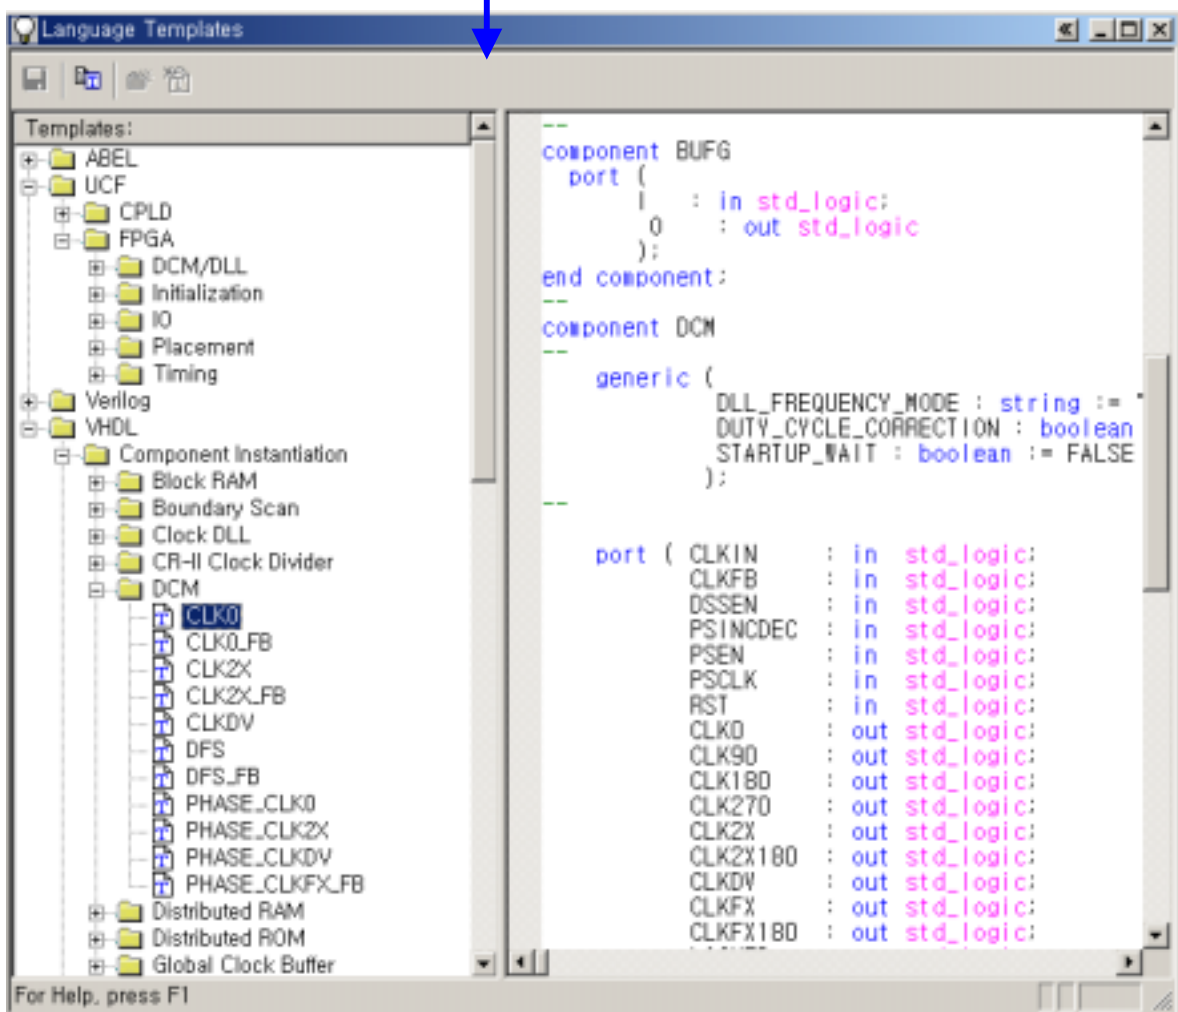 Language Templates
Templates:
ABEL
UCF
CPLD
FPGA
DCM/DLL
Initialization
IO
Placement
Timing
Verilog
VHDL
Component Instantiation
Block RAM
Boundary Scan
Clock DLL
CR-II Clock Divider
DCM
CLK0
CLK0_FB
CLK2X
CLK2X_FB
CLKDV
DFS
DFS_FB
PHASE_CLK0
PHASE_CLK2X
PHASE_CLKDV
PHASE_CLKFX_FB
Distributed RAM
Distributed ROM
Global Clock Buffer
--
component BUFG
port (
I : in std_logic;
O : out std_logic
);
end component;
--
component DCM
--
generic (
DLL_FREQUENCY_MODE : string := "
DUTY_CYCLE_CORRECTION : boolean
STARTUP_WAIT : boolean := FALSE
);
--
port ( CLKIN : in std_logic;
CLKFB : in std_logic;
DSSEN : in std_logic;
PSINCDEC : in std_logic;
PSEN : in std_logic;
PSCLK : in std_logic;
RST : in std_logic;
CLK0 : out std_logic;
CLK90 : out std_logic;
CLK180 : out std_logic;
CLK270 : out std_logic;
CLK2X : out std_logic;
CLK2X180 : out std_logic;
CLKDV : out std_logic;
CLKFX : out std_logic;
CLKFX180 : out std_logic;
For Help, press F1